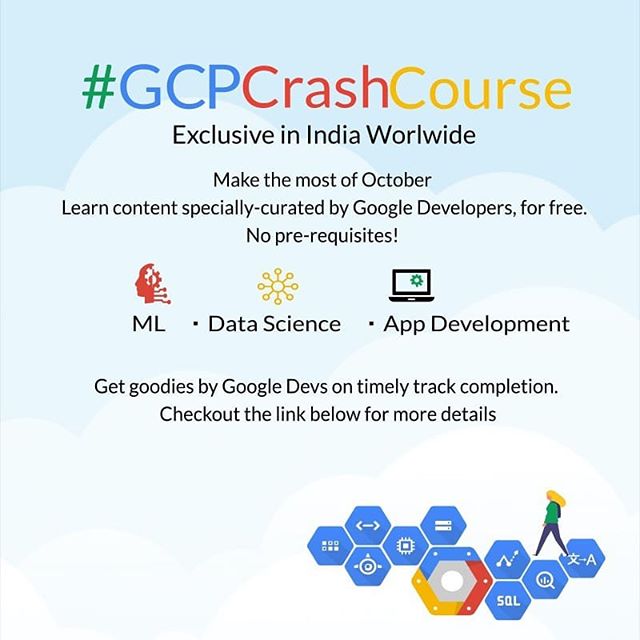 #GCPCrashCourse
Exclusive in India Worlwide
Make the most of October
Learn content specially-curated by Google Developers, for free.
No pre-requisites!
ML · Data Science · App Development
Get goodies by Google Devs on timely track completion.
Checkout the link below for more details
文→A
SQL